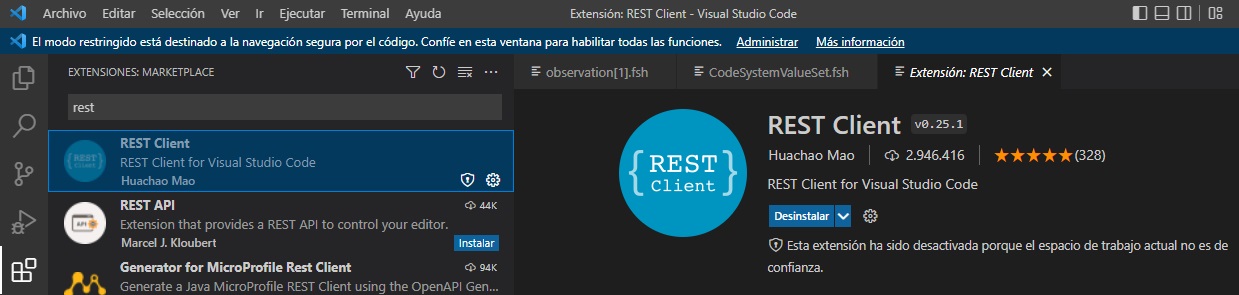 Archivo Editar Selección Ver Ir Ejecutar Terminal Ayuda Extensión: REST Client - Visual Studio Code
El modo restringido está destinado a la navegación segura por el código. Confíe en esta ventana para habilitar todas las funciones. Administrar Más información
EXTENSIONES: MARKETPLACE
rest
REST Client
REST Client for Visual Studio Code
Huachao Mao
REST API 44K
Extension that provides a REST API to control your editor.
Marcel J. Kloubert Instalar
Generator for MicroProfile Rest Client 94K
Generate a Java MicroProfile REST Client using the OpenAPI Gen...
observation[1].fsh CodeSystemValueSet.fsh Extensión: REST Client
{REST Client}
REST Client v0.25.1
Huachao Mao 2.946.416 (328)
REST Client for Visual Studio Code
Desinstalar
Esta extensión ha sido desactivada porque el espacio de trabajo actual no es de
confianza.